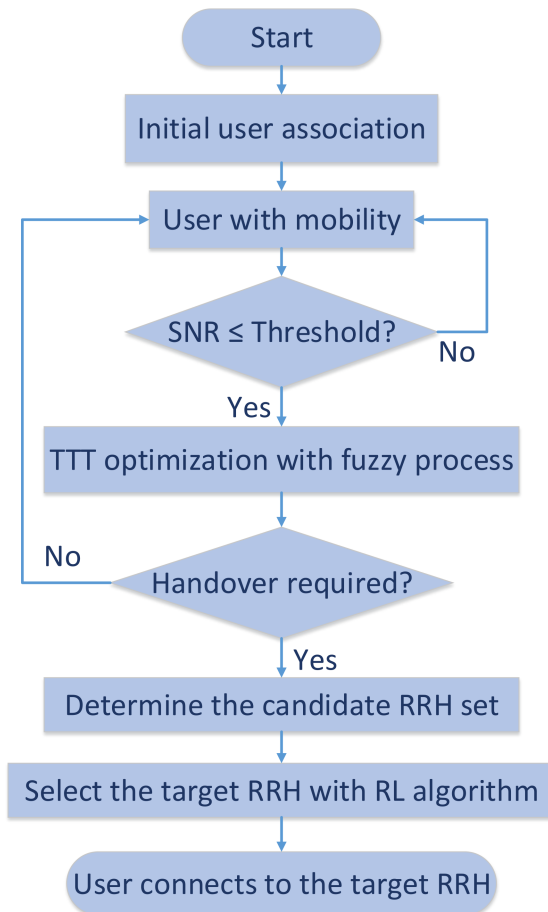 Start
Initial user association
User with mobility
SNR ≤ Threshold?
No
Yes
TTT optimization with fuzzy process
No
Handover required?
Yes
Determine the candidate RRH set
Select the target RRH with RL algorithm
User connects to the target RRH